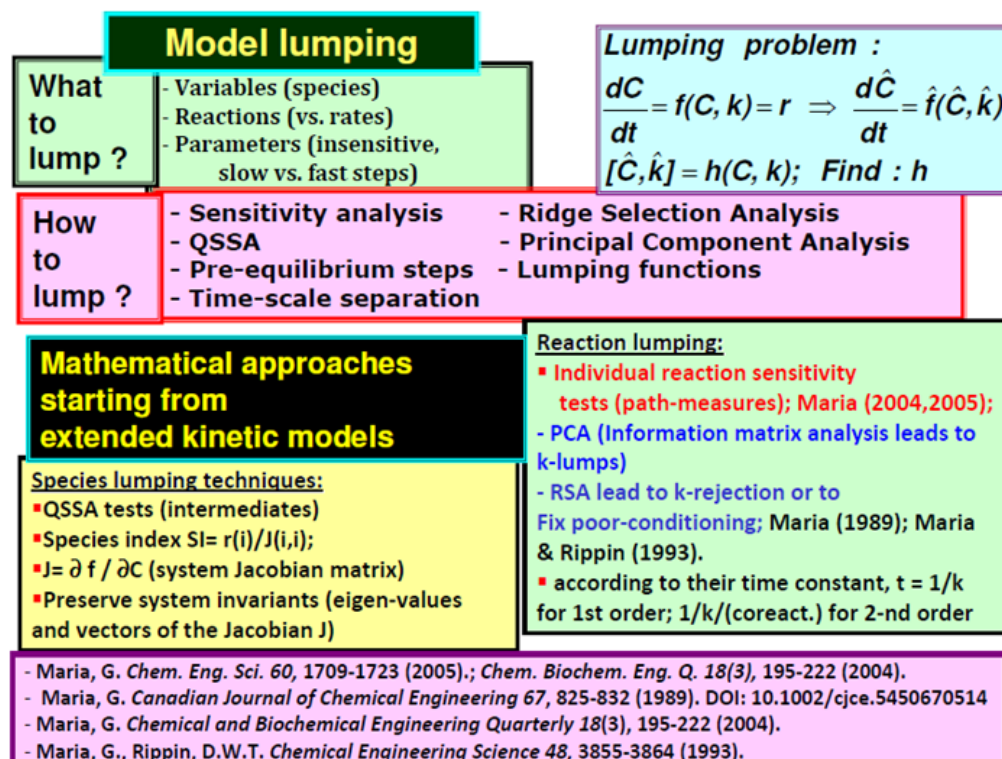 Model lumping
What
to
lump ?
- Variables (species)
- Reactions (vs. rates)
- Parameters (insensitive,
slow vs. fast steps)
Lumping problem :
dC/dt = f(C, k) = r ⇒ dĈ/dt = f̂(Ĉ, k̂)
[Ĉ, k̂] = h(C, k); Find : h
How
to
lump ?
- Sensitivity analysis
- QSSA
- Pre-equilibrium steps
- Time-scale separation
- Ridge Selection Analysis
- Principal Component Analysis
- Lumping functions
Mathematical approaches
starting from
extended kinetic models
Species lumping techniques:
▪QSSA tests (intermediates)
▪Species index SI= r(i)/J(i,i);
▪J= ∂ f / ∂C (system Jacobian matrix)
▪Preserve system invariants (eigen-values
and vectors of the Jacobian J)
Reaction lumping:
▪ Individual reaction sensitivity
tests (path-measures); Maria (2004,2005);
- PCA (Information matrix analysis leads to
k-lumps)
- RSA lead to k-rejection or to
Fix poor-conditioning; Maria (1989); Maria
& Rippin (1993).
▪ according to their time constant, t = 1/k
for 1st order; 1/k/(coreact.) for 2-nd order
- Maria, G. Chem. Eng. Sci. 60, 1709-1723 (2005).; Chem. Biochem. Eng. Q. 18(3), 195-222 (2004).
- Maria, G. Canadian Journal of Chemical Engineering 67, 825-832 (1989). DOI: 10.1002/cjce.5450670514
- Maria, G. Chemical and Biochemical Engineering Quarterly 18(3), 195-222 (2004).
- Maria, G., Rippin, D.W.T. Chemical Engineering Science 48, 3855-3864 (1993).